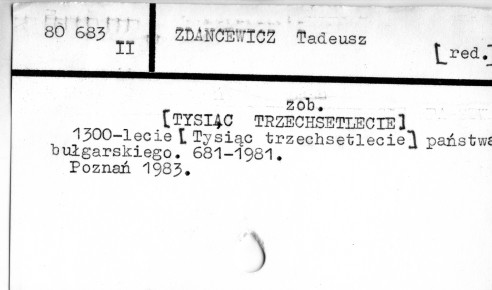 80 683
II
ZDANCEWICZ Tadeusz
[red.]
zob.
[TYSIĄC TRZECHSETLECIE]
1300-lecie [Tysiąc trzechsetlecie] państwa
bułgarskiego. 681-1981.
Poznań 1983.